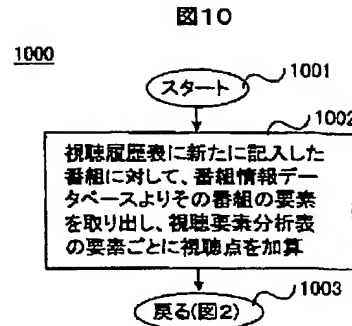 図10
1000
1001
スタート
1002
視聴履歴表に新たに記入した
番組に対して、番組情報デー
タベースよりその番組の要素
を取り出し、視聴要素分析表
の要素ごとに視聴点を加算
1003
戻る(図2)